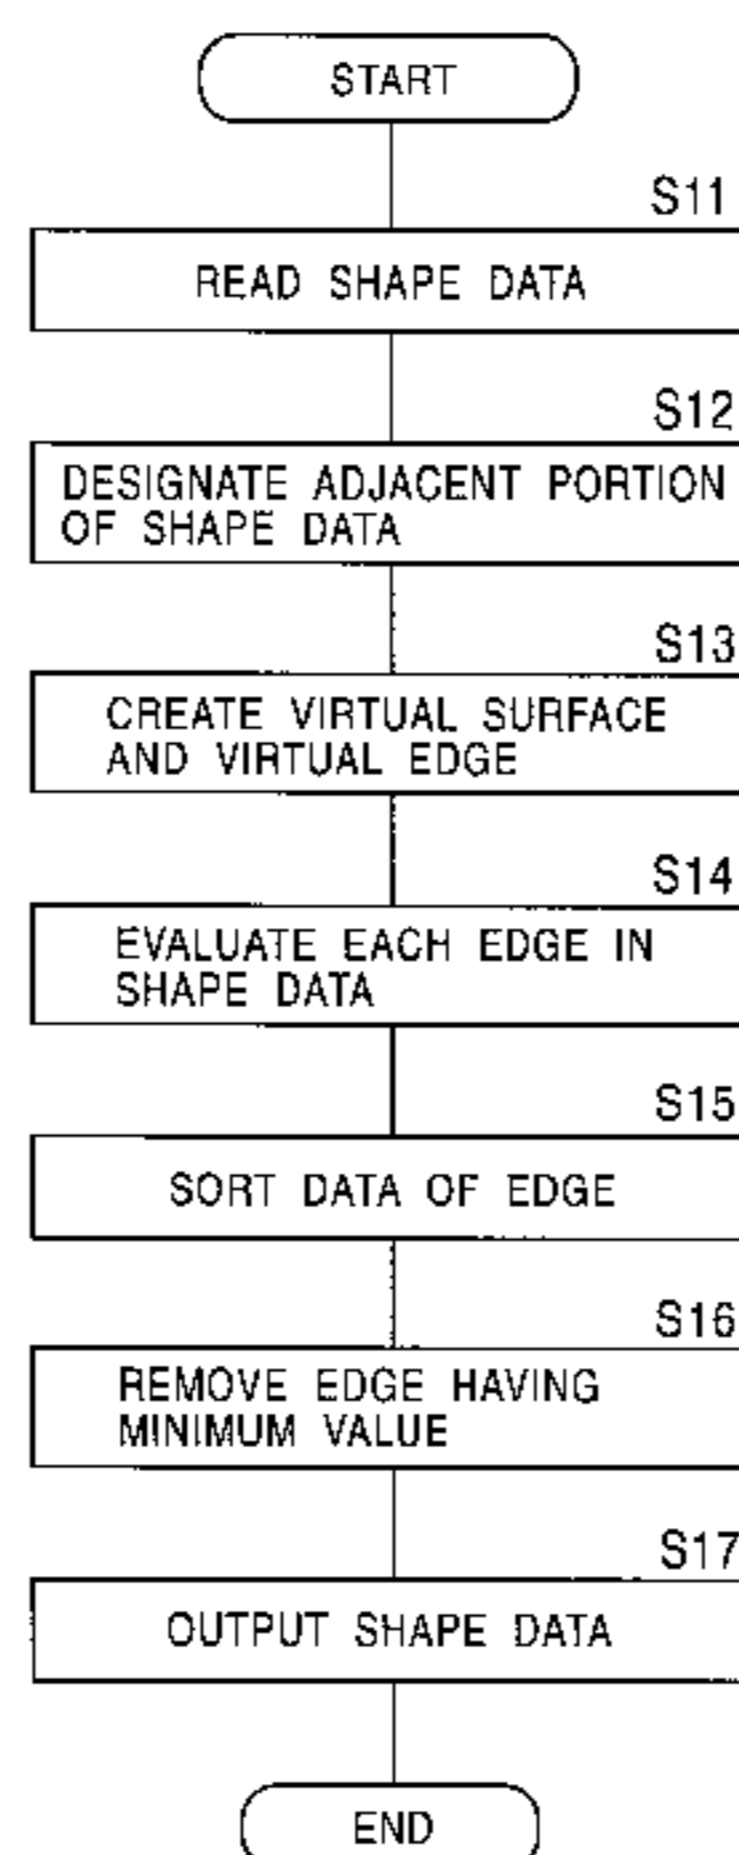 START
S11
READ SHAPE DATA
S12
DESIGNATE ADJACENT PORTION
OF SHAPE DATA
S13
CREATE VIRTUAL SURFACE
AND VIRTUAL EDGE
S14
EVALUATE EACH EDGE IN
SHAPE DATA
S15
SORT DATA OF EDGE
S16
REMOVE EDGE HAVING
MINIMUM VALUE
S17
OUTPUT SHAPE DATA
END